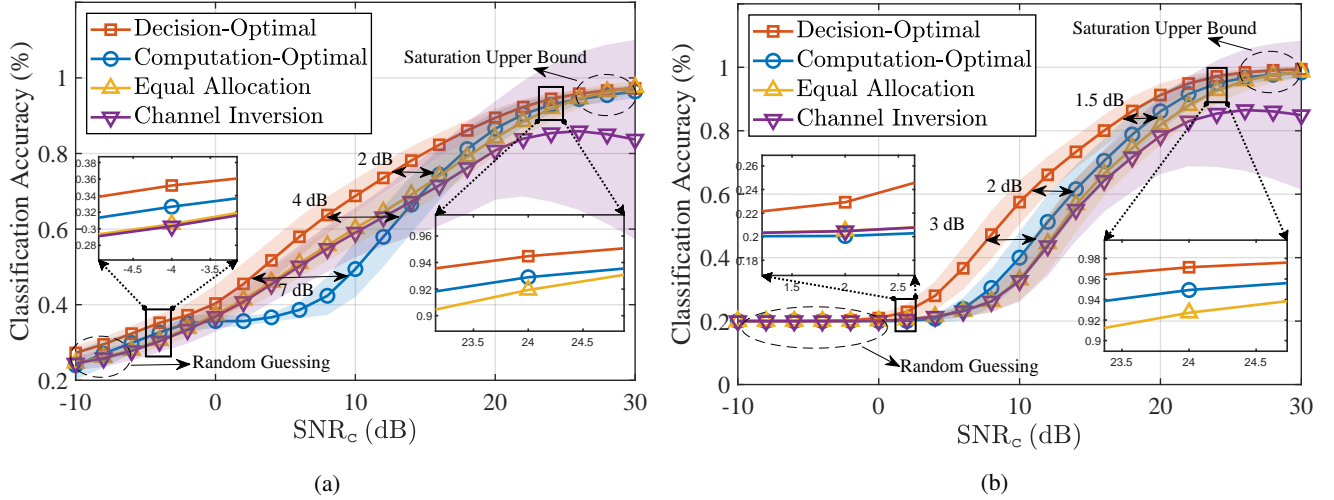 Decision-Optimal
Computation-Optimal
Equal Allocation
Channel Inversion
Saturation Upper Bound
Classification Accuracy (%)
1
0.8
0.6
0.4
0.2
0.38
0.36
0.34
0.32
0.3
0.28
-4.5 -4 -3.5
2 dB
4 dB
7 dB
0.96
0.94
0.92
0.9
23.5 24 24.5
Random Guessing
-10 0 10 20 30
SNRc (dB)
(a)
Decision-Optimal
Computation-Optimal
Equal Allocation
Channel Inversion
Saturation Upper Bound
Classification Accuracy (%)
1
0.8
0.6
0.4
0.2
0
0.26
0.24
0.22
0.2
0.18
1.5 2 2.5
1.5 dB
2 dB
3 dB
0.98
0.96
0.94
0.92
0.9
23.5 24 24.5
Random Guessing
-10 0 10 20 30
SNRc (dB)
(b)